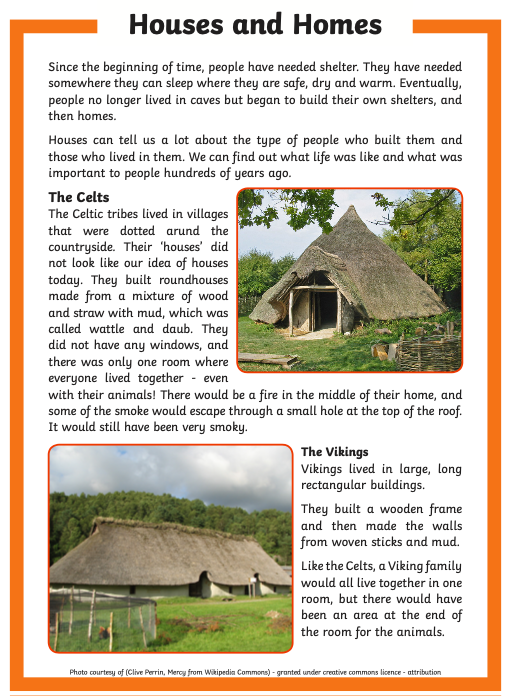 Houses and Homes
Since the beginning of time, people have needed shelter. They have needed
somewhere they can sleep where they are safe, dry and warm. Eventually,
people no longer lived in caves but began to build their own shelters, and
then homes.
Houses can tell us a lot about the type of people who built them and
those who lived in them. We can find out what life was like and what was
important to people hundreds of years ago.
The Celts
The Celtic tribes lived in villages
that were dotted arund the
countryside. Their ‘houses’ did
not look like our idea of houses
today. They built roundhouses
made from a mixture of wood
and straw with mud, which was
called wattle and daub. They
did not have any windows, and
there was only one room where
everyone lived together - even
with their animals! There would be a fire in the middle of their home, and
some of the smoke would escape through a small hole at the top of the roof.
It would still have been very smoky.
The Vikings
Vikings lived in large, long
rectangular buildings.
They built a wooden frame
and then made the walls
from woven sticks and mud.
Like the Celts, a Viking family
would all live together in one
room, but there would have
been an area at the end of
the room for the animals.
Photo courtesy of (Clive Perrin, Mercy from Wikipedia Commons) - granted under creative commons licence - attribution